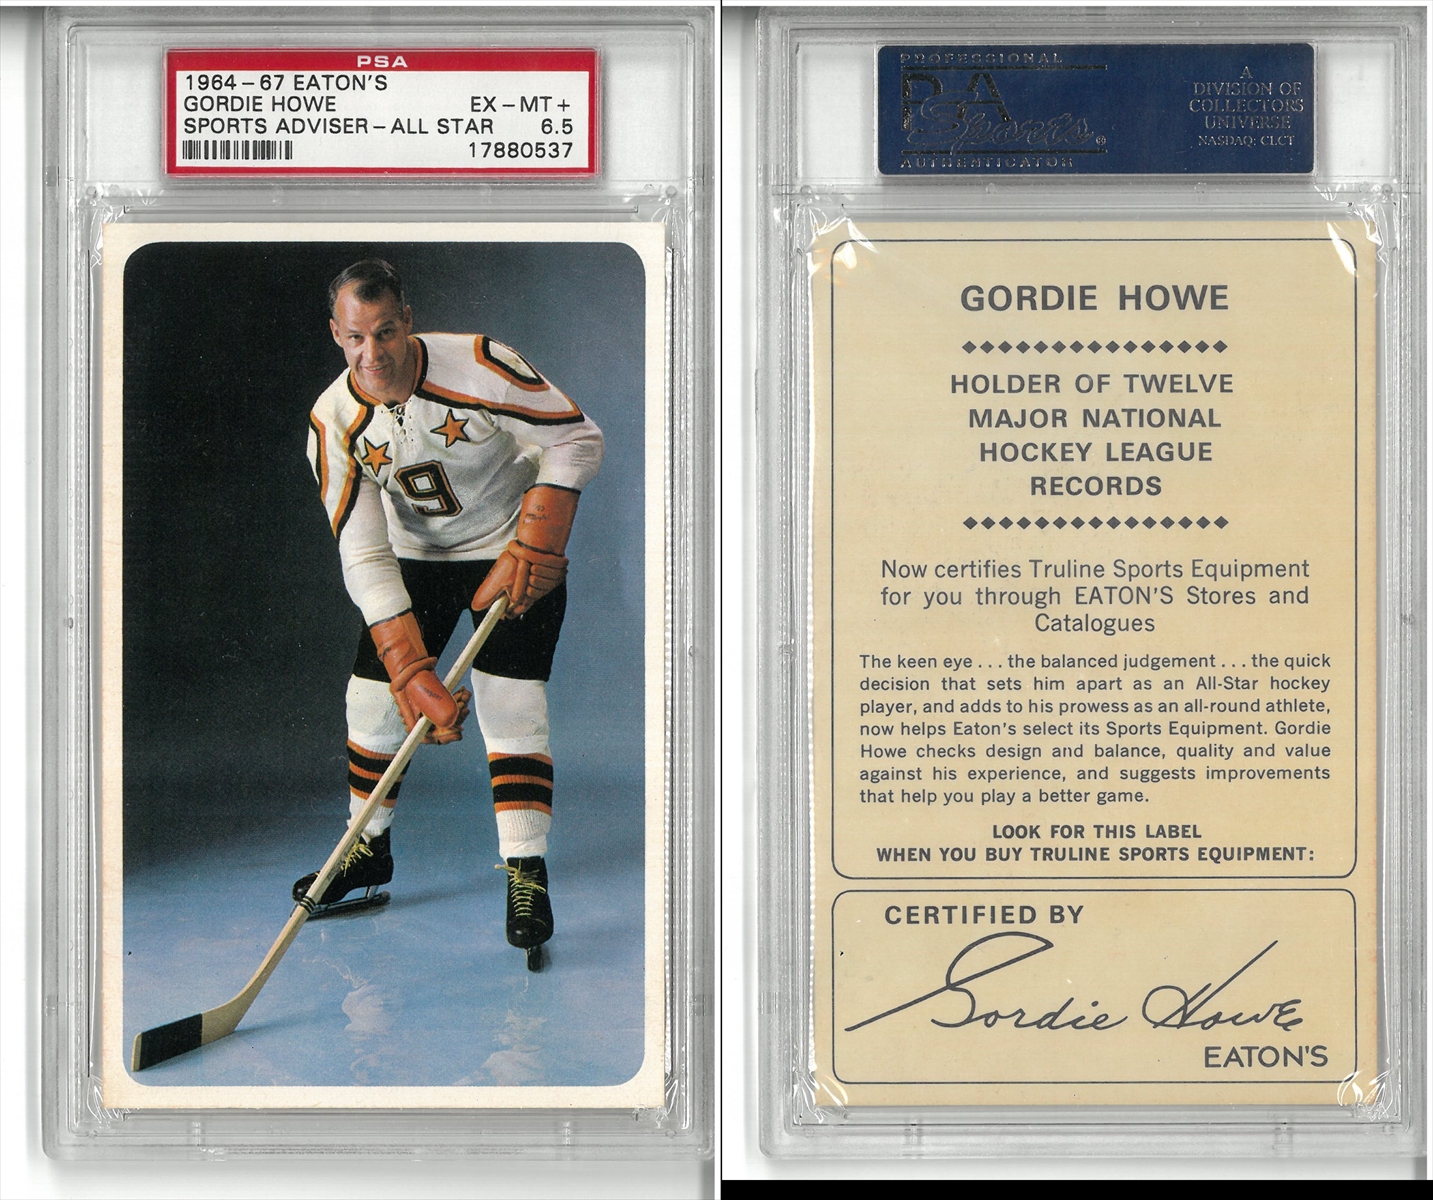 PSA
1964-67 EATON'S
GORDIE HOWE EX-MT+
SPORTS ADVISER-ALL STAR 6.5
17880537
9
9
PROFESSIONAL
PSA
Sports
AUTHENTICATOR
A
DIVISION OF
COLLECTORS
UNIVERSE
NASDAQ: CLCT
GORDIE HOWE
HOLDER OF TWELVE
MAJOR NATIONAL
HOCKEY LEAGUE
RECORDS
Now certifies Truline Sports Equipment
for you through EATON'S Stores and
Catalogues
The keen eye . . . the balanced judgement . . . the quick
decision that sets him apart as an All-Star hockey
player, and adds to his prowess as an all-round athlete,
now helps Eaton's select its Sports Equipment. Gordie
Howe checks design and balance, quality and value
against his experience, and suggests improvements
that help you play a better game.
LOOK FOR THIS LABEL
WHEN YOU BUY TRULINE SPORTS EQUIPMENT:
CERTIFIED BY
Gordie Howe
EATON'S